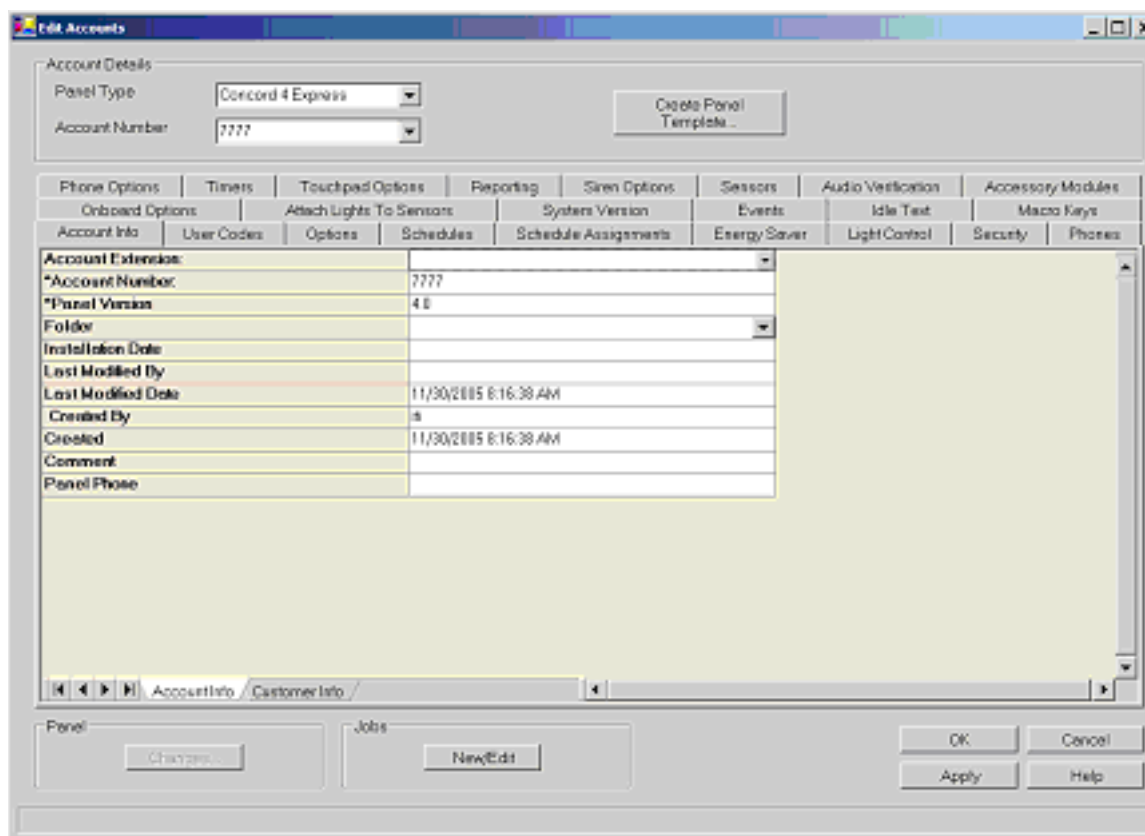 Edit Accounts
Account Details
Panel Type Concord 4 Express
Create Panel Template...
Account Number 7777
Phone Options Timers Touchpad Options Reporting Siren Options Sensors Audio Verification Accessory Modules
Onboard Options Attach Lights To Sensors System Version Events Idle Text Macro Keys
Account Info User Codes Options Schedules Schedule Assignments Energy Saver Light Control Security Phones
Account Extension:
*Account Number: 7777
*Panel Version 4.0
Folder
Installation Date
Last Modified By
Last Modified Date 11/30/2005 8:16:38 AM
Created By
Created 11/30/2005 8:16:38 AM
Comment
Panel Phone
Account Info Customer Info
Panel Jobs
Changes... New/Edit
OK Cancel
Apply Help